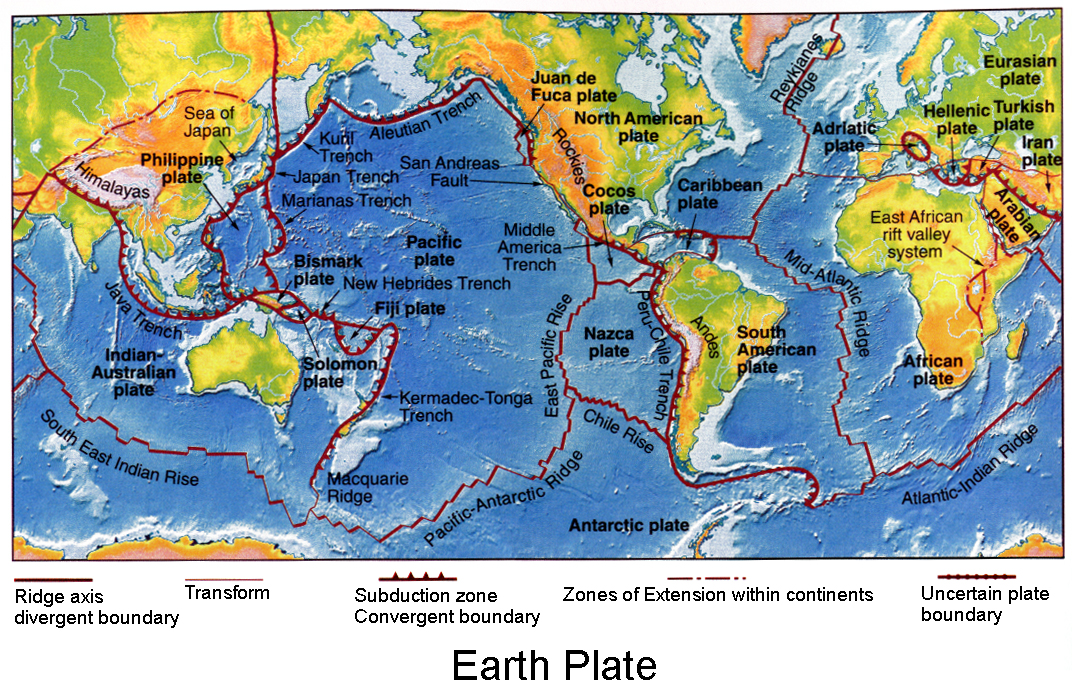 Reykjanes
Ridge
Eurasian
plate
Juan de
Fuca plate
North American
plate
Aleutian Trench
Sea of
Japan
Kuril
Trench
Hellenic
plate
Turkish
plate
Adriatic
plate
Iran
plate
Philippine
plate
Himalayas
Japan Trench
San Andreas
Fault
Rockies
Cocos
plate
Caribbean
plate
Marianas Trench
Arabian
plate
East African
rift valley
system
Pacific
plate
Middle
America
Trench
Bismark
plate
New Hebrides Trench
Mid-Atlantic Ridge
Java Trench
Fiji plate
East Pacific Rise
Nazca
plate
Peru-Chile Trench
Andes
South
American
plate
Indian-
Australian
plate
Solomon
plate
African
plate
Kermadec-Tonga
Trench
Chile Rise
South East Indian Rise
Macquarie
Ridge
Pacific-Antarctic Ridge
Atlantic-Indian Ridge
Antarctic plate
Ridge axis
divergent boundary
Transform
Subduction zone
Convergent boundary
Zones of Extension within continents
Uncertain plate
boundary
Earth Plate